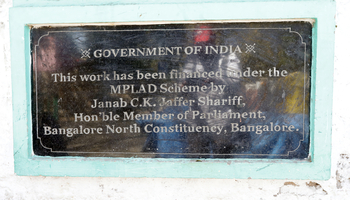 GOVERNMENT OF INDIA
This work has been financed under the
MPLAD Scheme by
Janab C.K. Jaffer Shariff,
Hon'ble Member of Parliament,
Bangalore North Constituency, Bangalore.